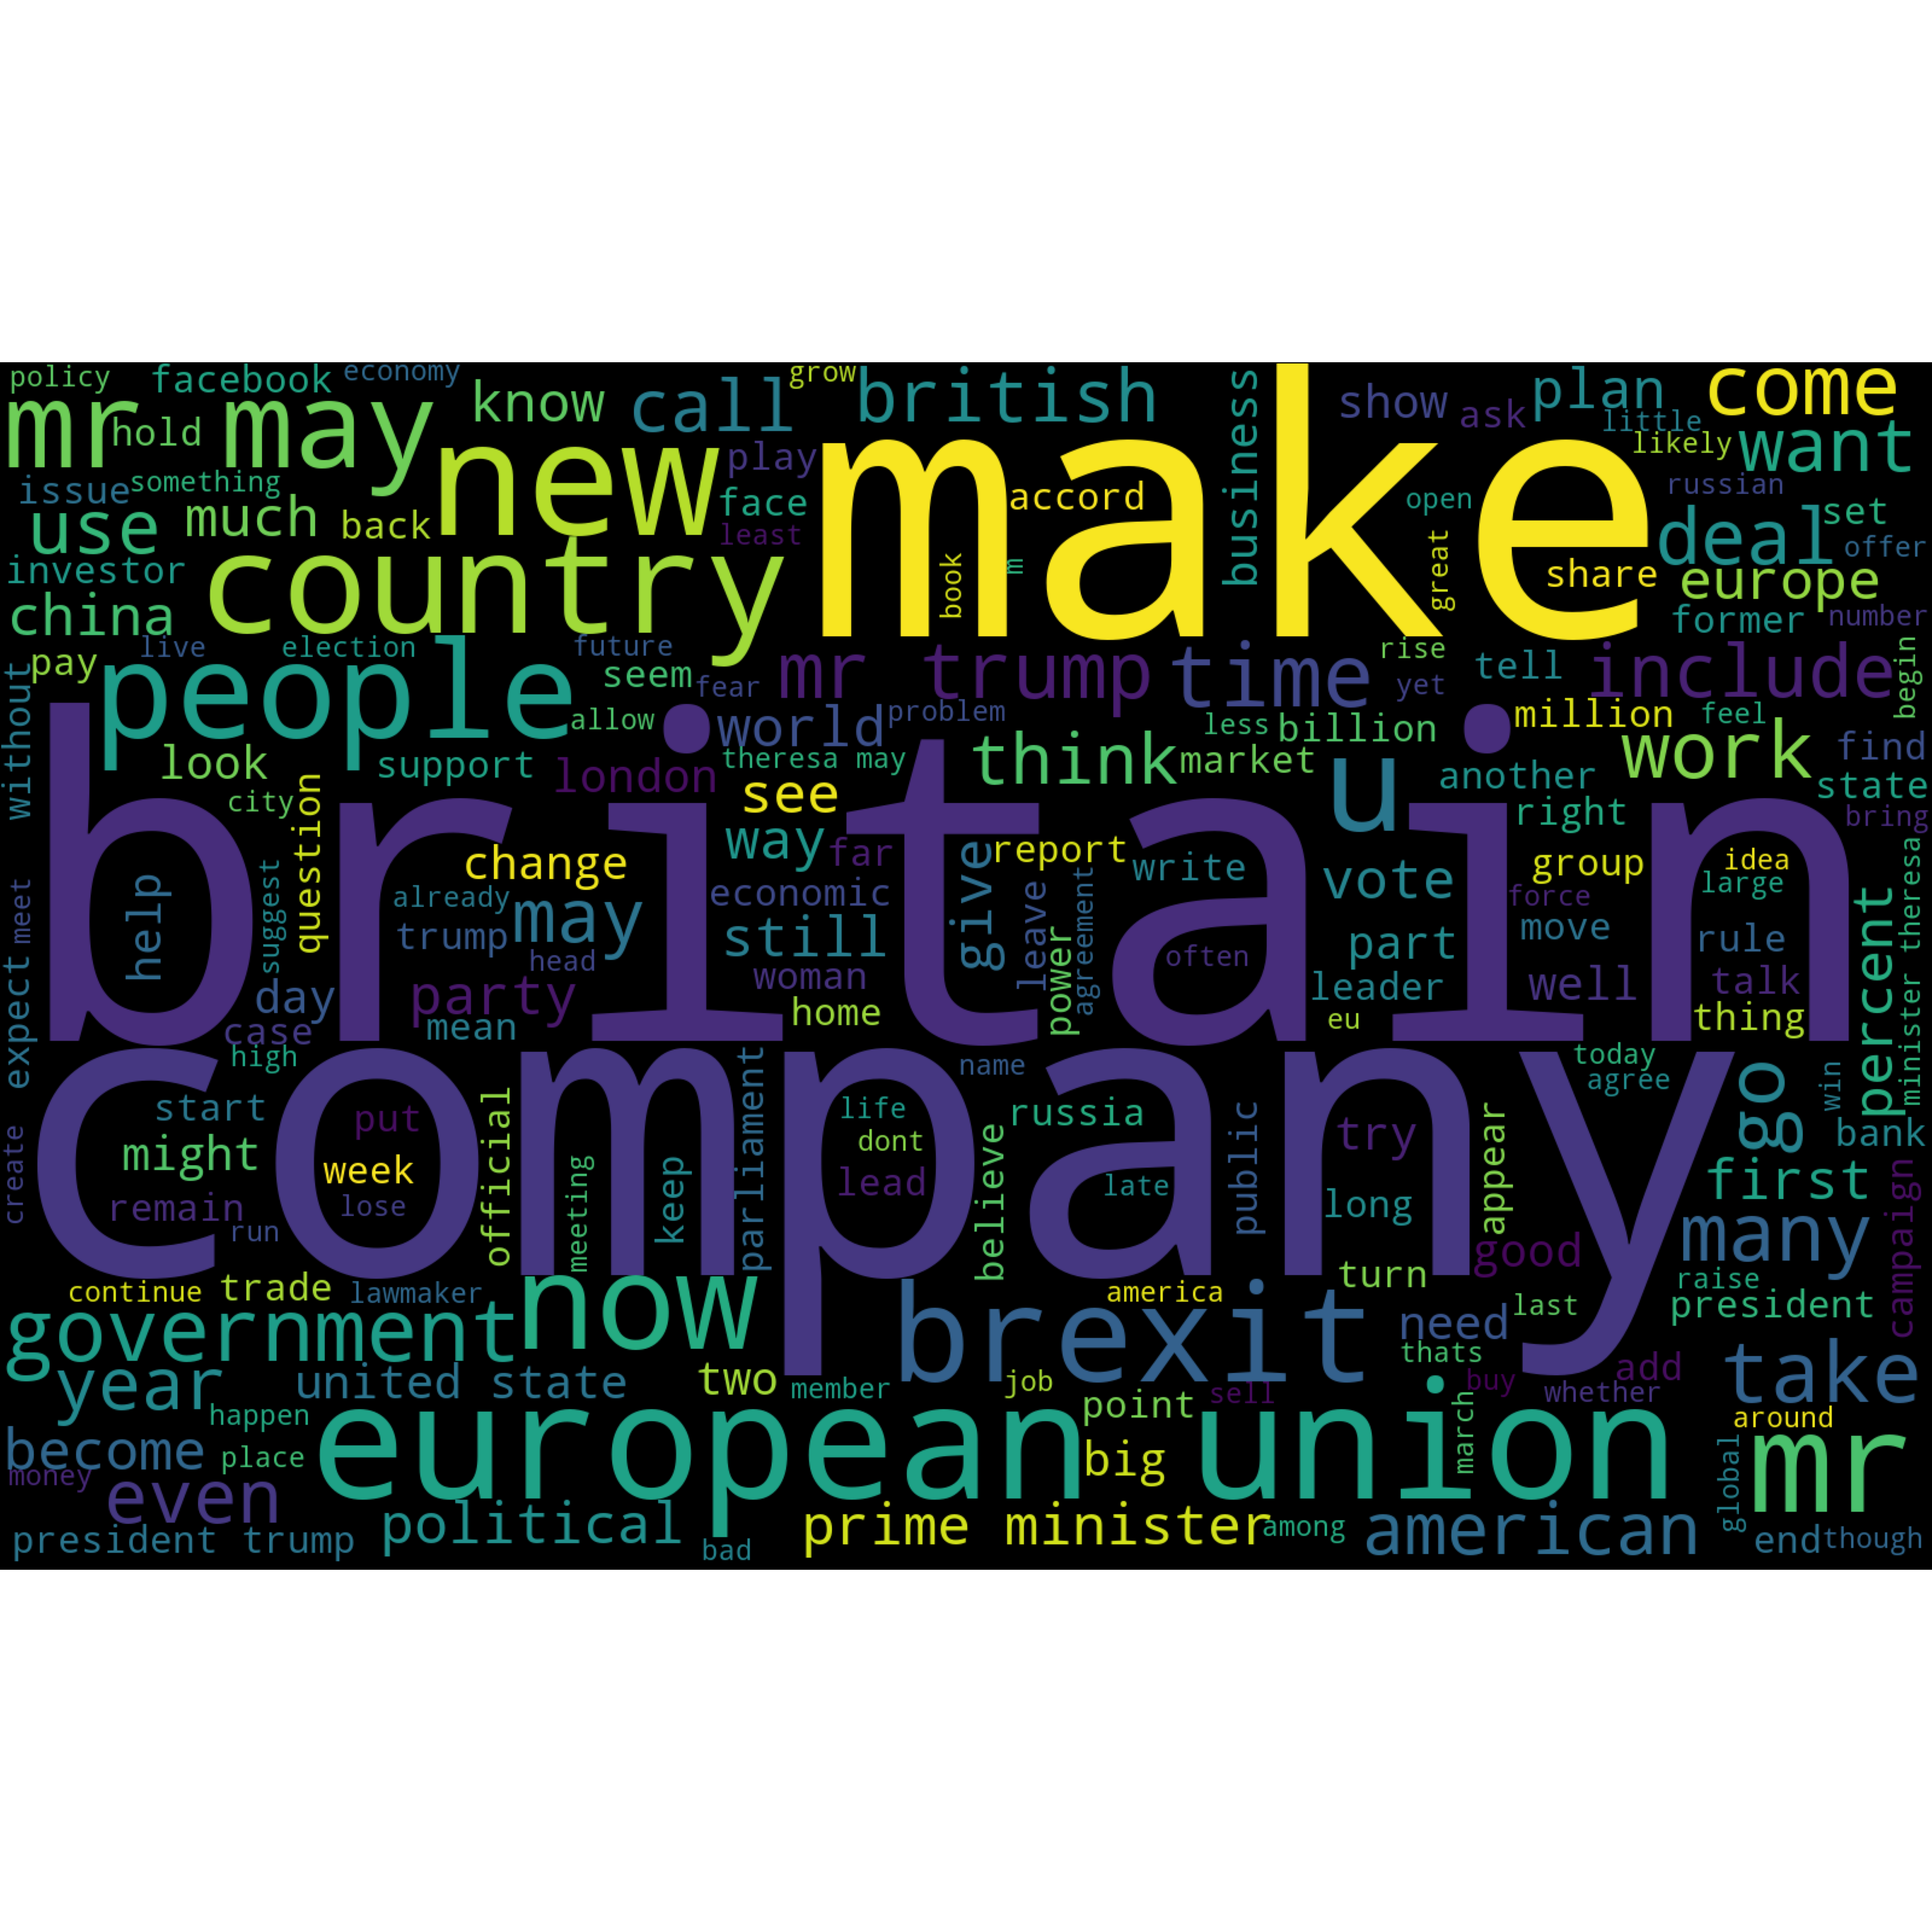 policy facebook economy grow
mr may know call british show ask plan come
hold little likely want
new make
play business
issue something russian
use much back face accord open deal set
least offer
country book m great share europe
investor
china former number
live election future rise
pay people seem fear mr trump time yet tell include begin
without allow world problem less billion million feel
look support london theresa may think market u work find
city see another state
britain
question way far report right bring
change give write vote group idea
help already economic leave agreement force large
suggest trump may still part move rule percent
expect meet head woman power often leader well talk minister theresa
day party home eu thing
case mean
company
high name today agree win go
start put official life russia public try appear bank
might week meeting keep parliament dont believe first
create remain lose lead late long many campaign
run good
continue trade lawmaker now america turn raise
government brexit need last president
year united state two member job thats add take
happen sell buy whether
become place european union point march around
money even big global mr
president trump political bad prime minister among american end though